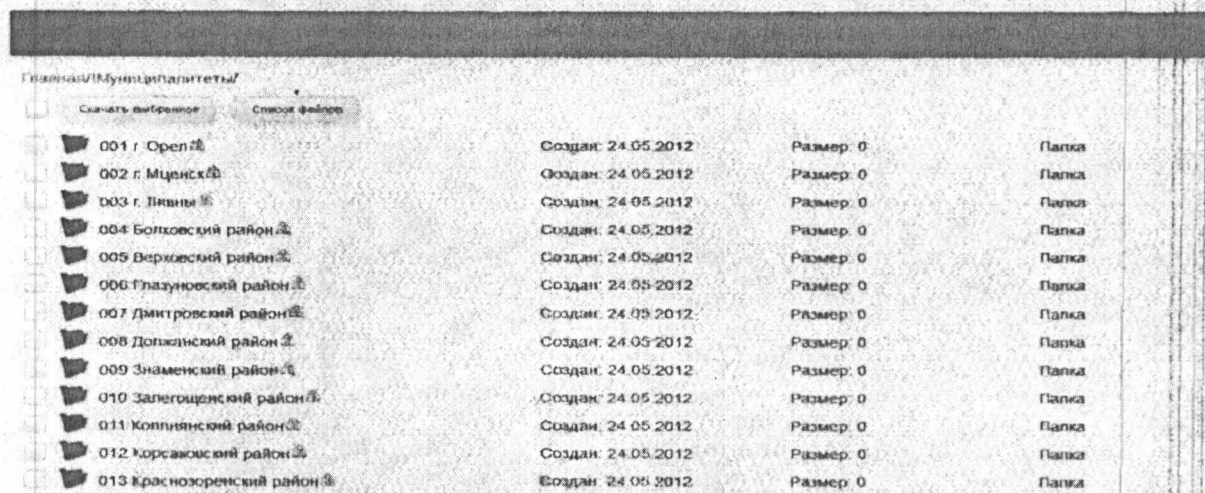 Главная/!Муниципалитеты/
Скачать выбранное Список файлов
001 г. Орел Создан: 24.05.2012 Размер: 0 Папка
002 г. Мценск Создан: 24.05.2012 Размер: 0 Папка
003 г. Ливны Создан: 24.05.2012 Размер: 0 Папка
004 Болховский район Создан: 24.05.2012 Размер: 0 Папка
005 Верховский район Создан: 24.05.2012 Размер: 0 Папка
006 Глазуновский район Создан: 24.05.2012 Размер: 0 Папка
007 Дмитровский район Создан: 24.05.2012 Размер: 0 Папка
008 Должанский район Создан: 24.05.2012 Размер: 0 Папка
009 Знаменский район Создан: 24.05.2012 Размер: 0 Папка
010 Залегощенский район Создан: 24.05.2012 Размер: 0 Папка
011 Колпнянский район Создан: 24.05.2012 Размер: 0 Папка
012 Корсаковский район Создан: 24.05.2012 Размер: 0 Папка
013 Краснозоренский район Создан: 24.05.2012 Размер: 0 Папка